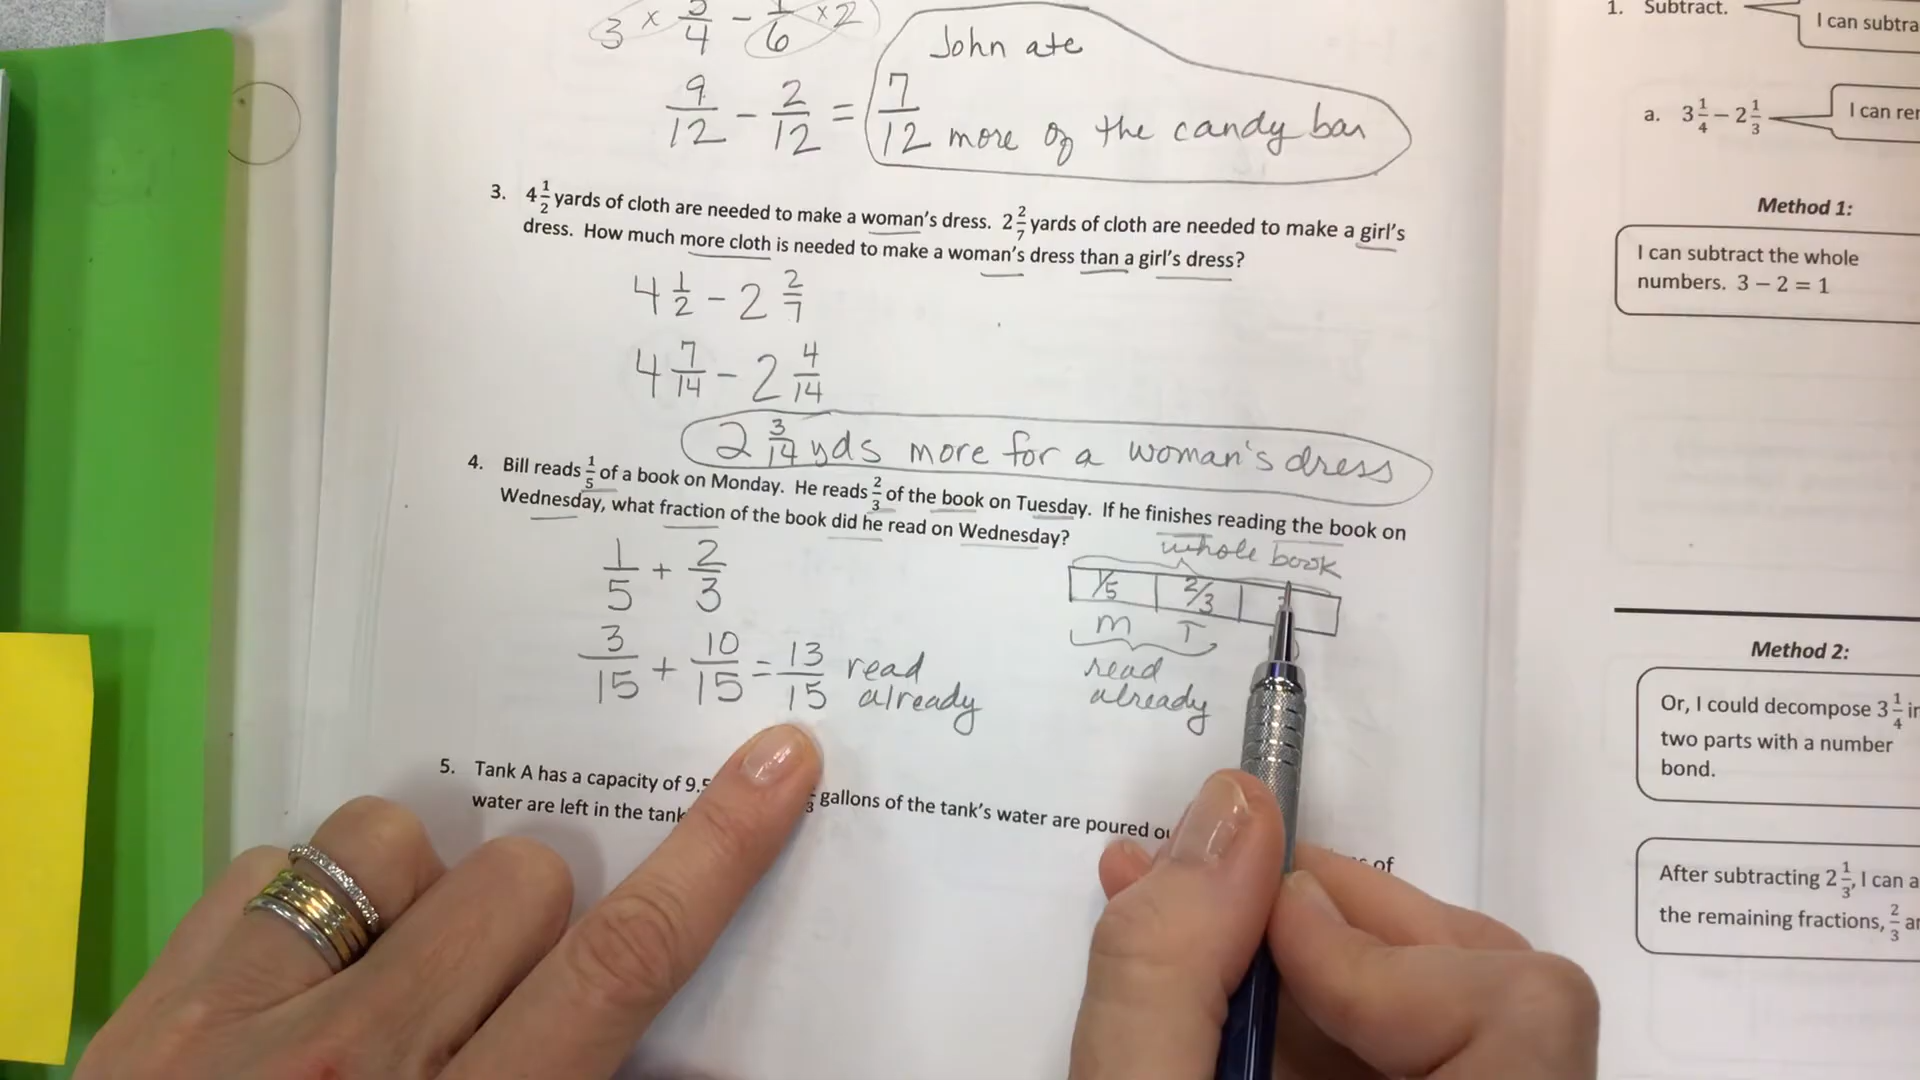 3 × 3/4 − 1/6 × 2
John ate
9/12 − 2/12 = 7/12 more of the candy bar
3. 4 1/2 yards of cloth are needed to make a woman's dress. 2 2/7 yards of cloth are needed to make a girl's
dress. How much more cloth is needed to make a woman's dress than a girl's dress?
4 1/2 − 2 2/7
4 7/14 − 2 4/14
2 3/14 yds more for a woman's dress
4. Bill reads 1/5 of a book on Monday. He reads 2/3 of the book on Tuesday. If he finishes reading the book on
Wednesday, what fraction of the book did he read on Wednesday?
1/5 + 2/3
whole book
1/5 2/3
M T
3/15 + 10/15 = 13/15 read
already
read
already
5. Tank A has a capacity of 9.5 gallons of the tank's water are poured
water are left in the tank
of
1. Subtract.
I can
a. 3 1/4 − 2 1/3
I can
Method 1:
I can subtract the whole
numbers. 3 − 2 = 1
Method 2:
Or, I could decompose 3 1/4
two parts with a number
bond.
After subtracting 2 1/3, I can
the remaining fractions, 2/3